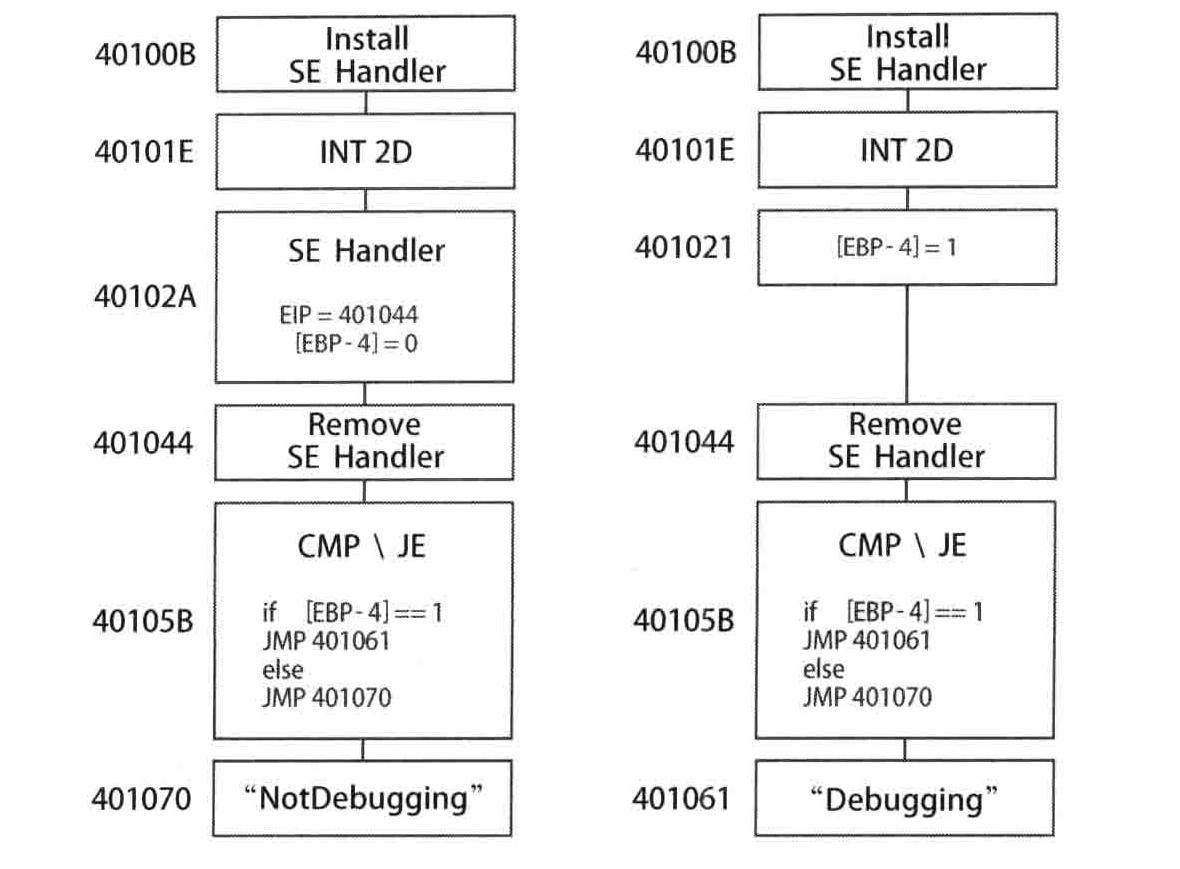 40100B
Install
SE Handler
40101E
INT 2D
40102A
SE Handler
EIP = 401044
[EBP-4] = 0
401044
Remove
SE Handler
40105B
CMP \ JE
if [EBP-4] == 1
JMP 401061
else
JMP 401070
401070
“NotDebugging”
40100B
Install
SE Handler
40101E
INT 2D
401021
[EBP-4] = 1
401044
Remove
SE Handler
40105B
CMP \ JE
if [EBP-4] == 1
JMP 401061
else
JMP 401070
401061
“Debugging”